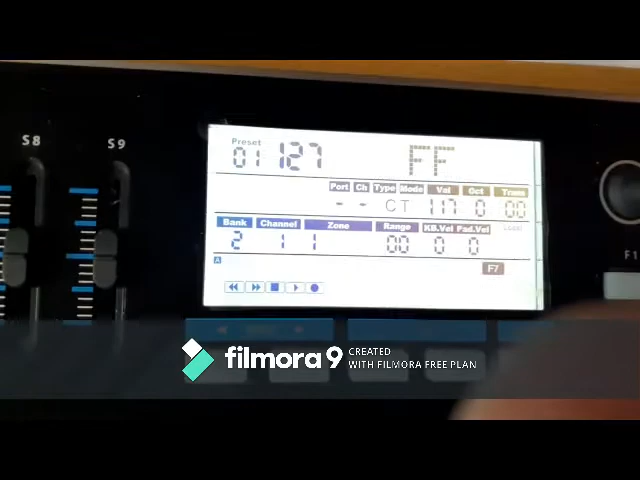 S8
S9
Preset
01 127 FF
Port Ch Type Mode Val Oct Trans
-- CT 117 0 00
Bank Channel Zone Range KB.Vel Pad.Vel
2 1 1 00 0 0
A
F7
F1
filmora9 CREATED
WITH FILMORA FREE PLAN